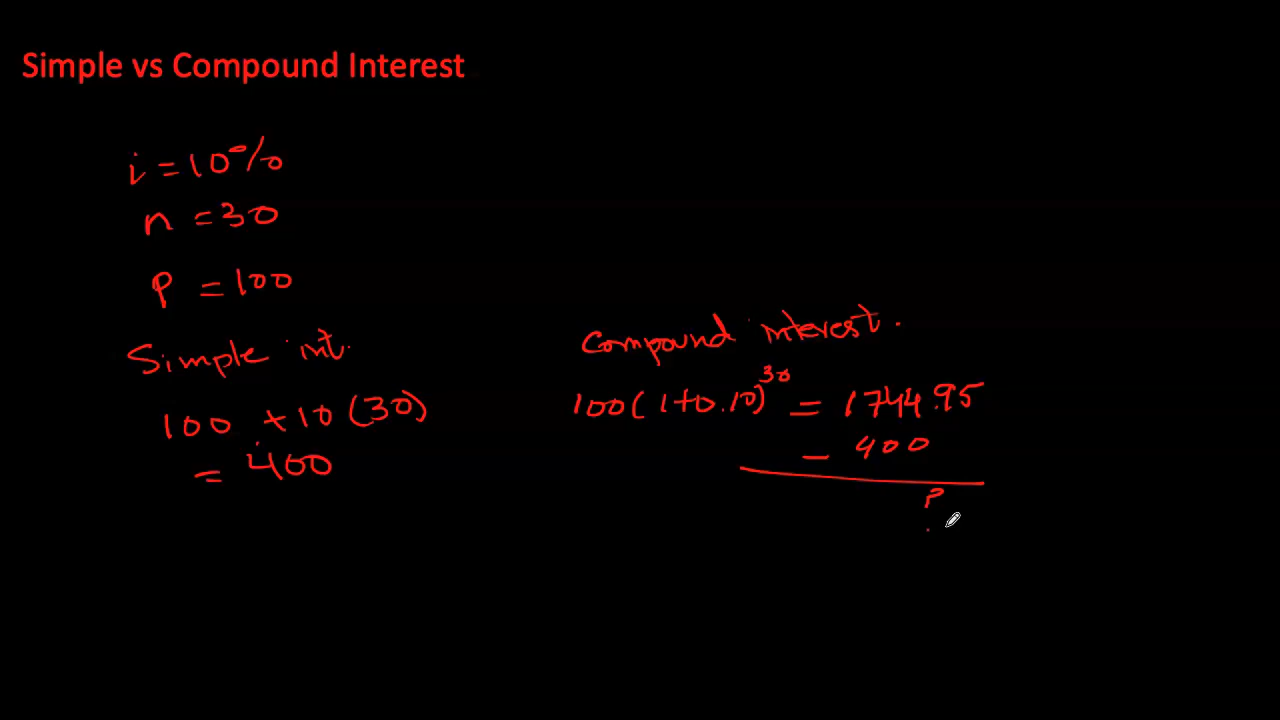 Simple vs Compound Interest
i = 10%
n = 30
P = 100
Simple int.
100 + 10 (30)
= 400
Compound interest.
100 (1+0.10)^30 = 1744.95
- 400
?